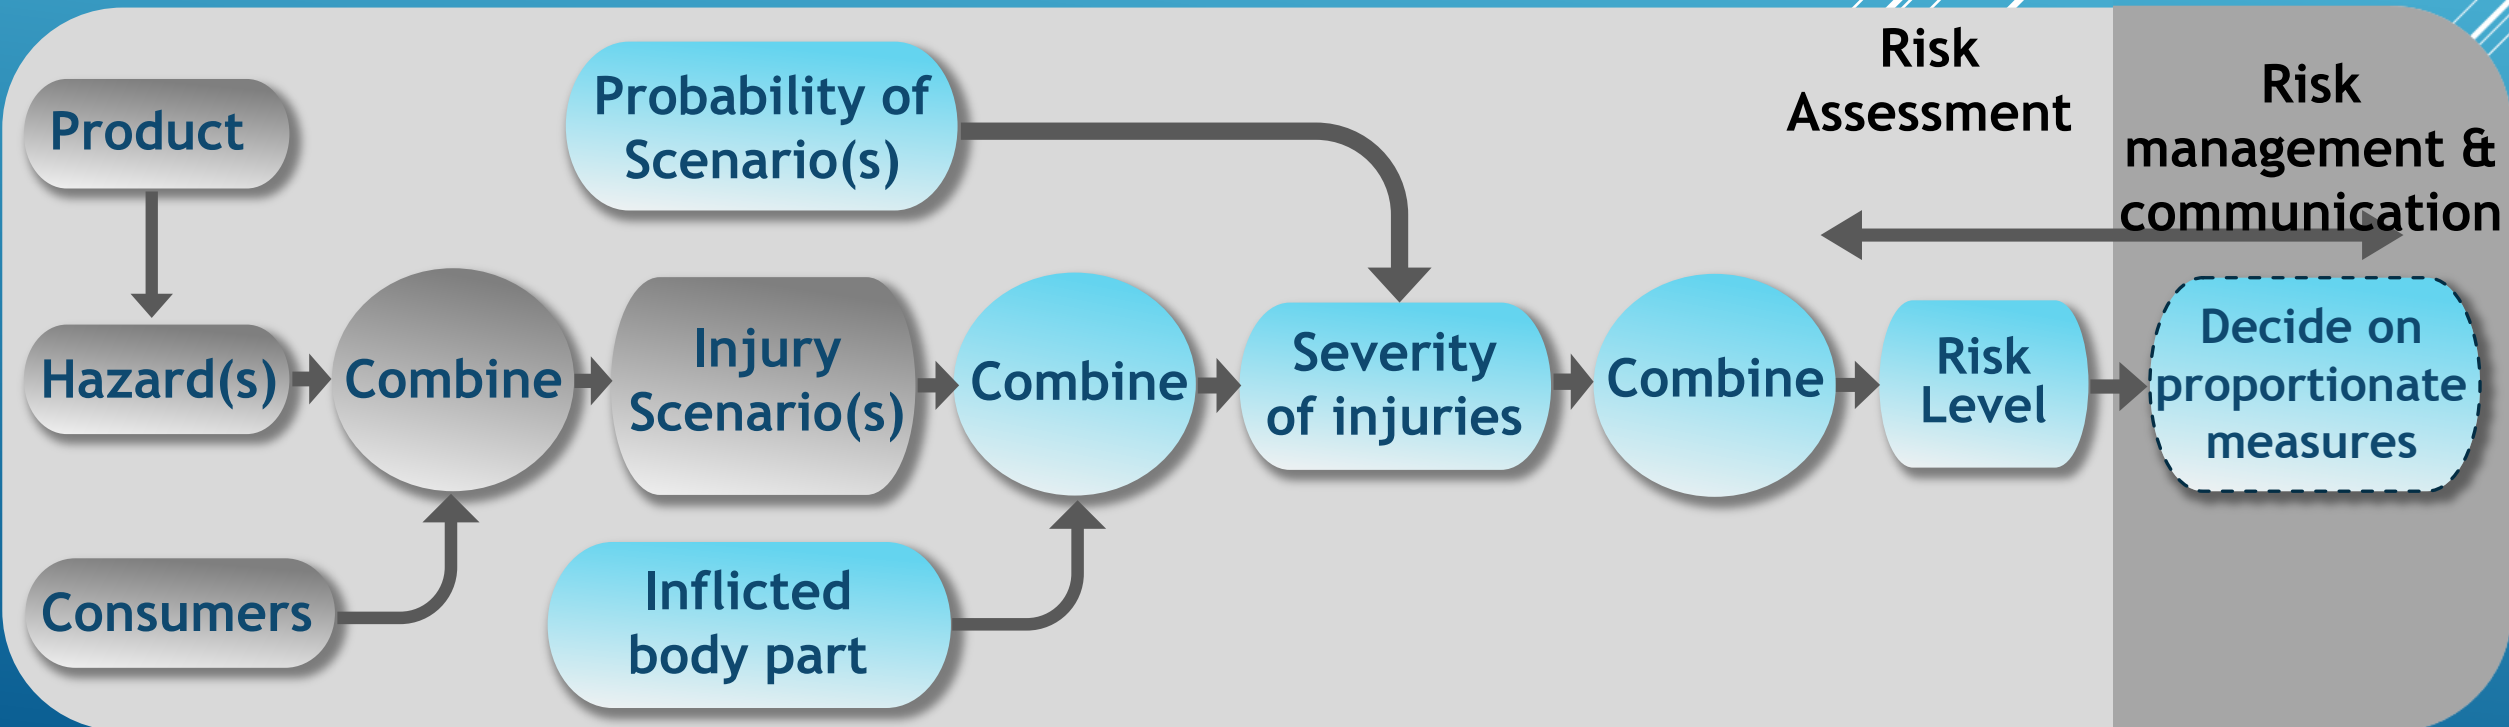 Product
Probability of
Scenario(s)
Risk
Assessment
Risk
management &
communication
Hazard(s)
Combine
Injury
Scenario(s)
Combine
Severity
of injuries
Combine
Risk
Level
Decide on
proportionate
measures
Consumers
Inflicted
body part